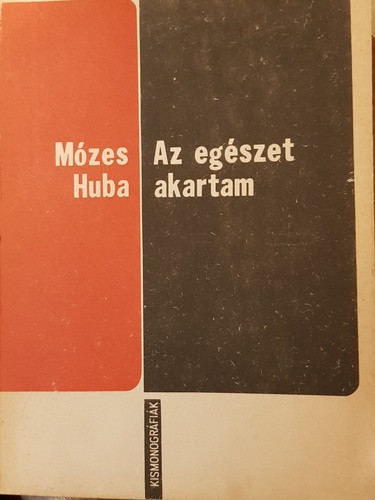 Mózes
Huba
Az egészet
akartam
KISMONOGRÁFIÁK